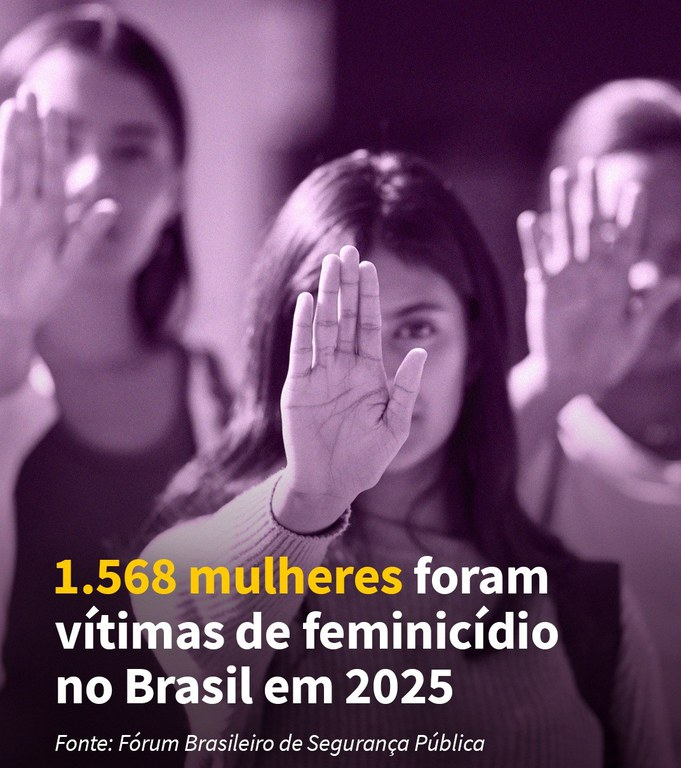 1.568 mulheres foram
vítimas de feminicídio
no Brasil em 2025
Fonte: Fórum Brasileiro de Segurança Pública